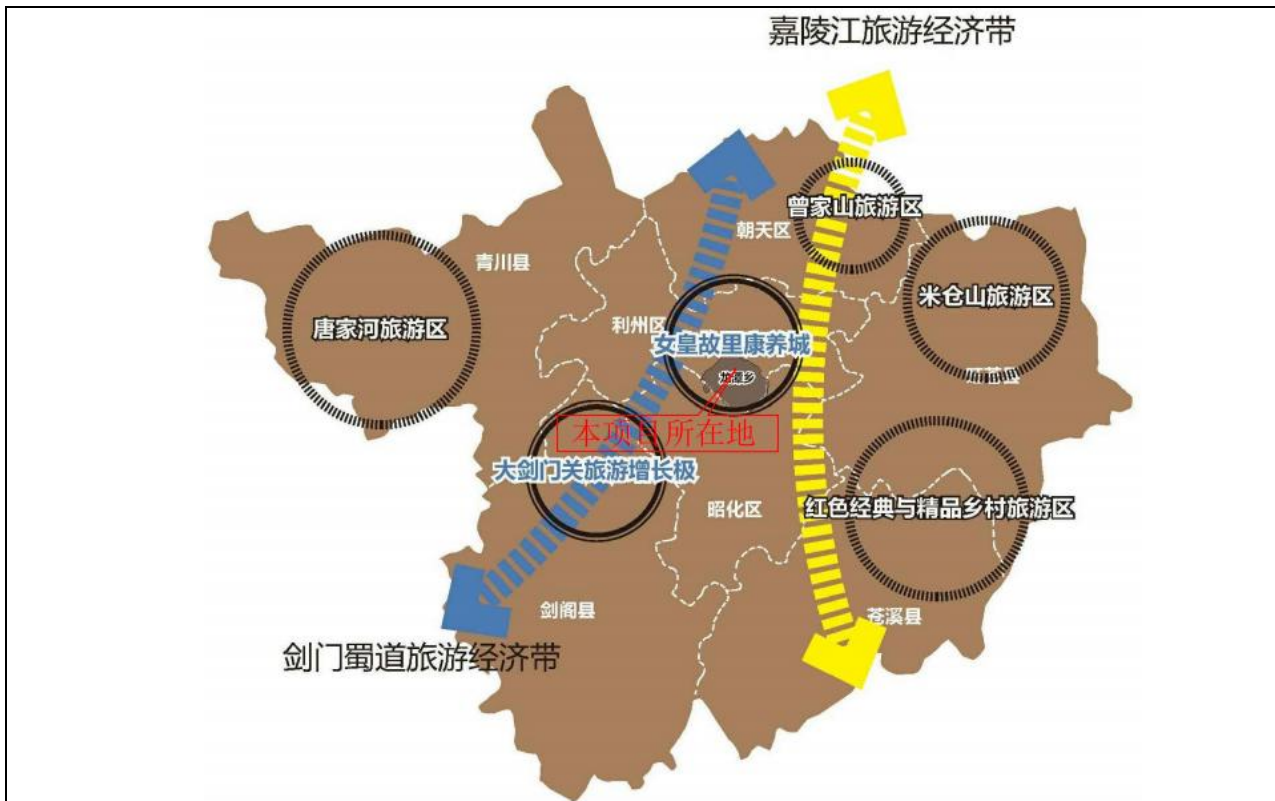 嘉陵江旅游经济带
曾家山旅游区
朝天区
青川县
米仓山旅游区
唐家河旅游区
利州区
女皇故里康养城
龙潭乡
本项目所在地
大剑门关旅游增长极
昭化区
红色经典与精品乡村旅游区
剑阁县
苍溪县
剑门蜀道旅游经济带